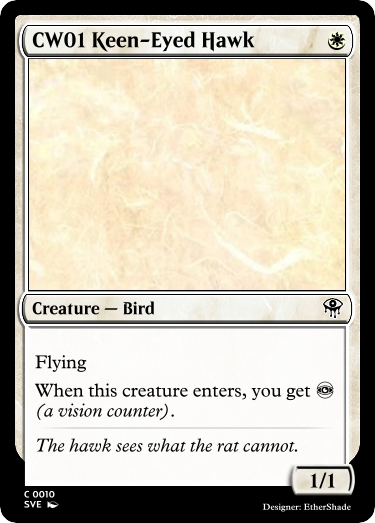 CW01 Keen-Eyed Hawk
Creature — Bird
Flying
When this creature enters, you get
(a vision counter).
The hawk sees what the rat cannot.
1/1
C 0010
SVE
Designer: EtherShade